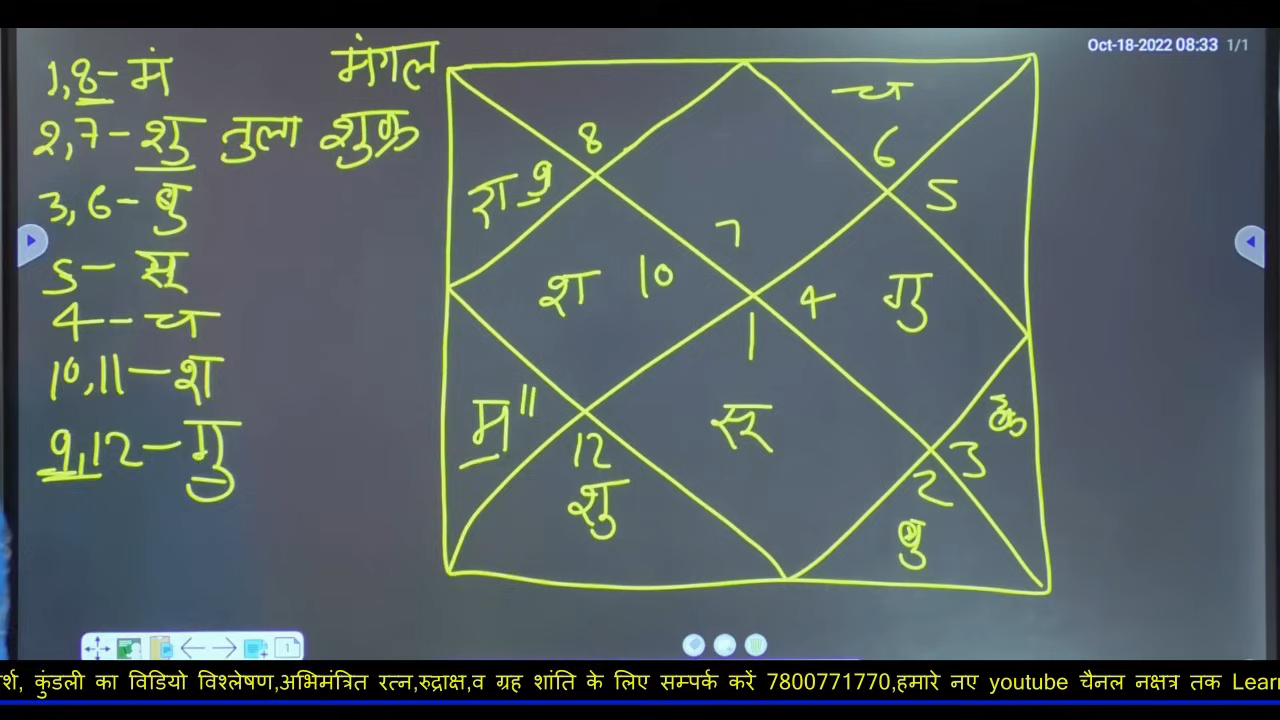 Oct-18-2022 08:33 1/1
1,8-मं मंगल
2,7-शु तुला शुक्र
3,6-बु
5-सू
4-च
10,11-श
9,12-गु
च
8
6
रा-9
5
7
श 10
4 गु
1
म 11
सू
के
12
3
2
शु
बु
1
र्श, कुंडली का विडियो विश्लेषण,अभिमंत्रित रत्न,रुद्राक्ष,व ग्रह शांति के लिए सम्पर्क करें 7800771770,हमारे नए youtube चैनल नक्षत्र तक Lear